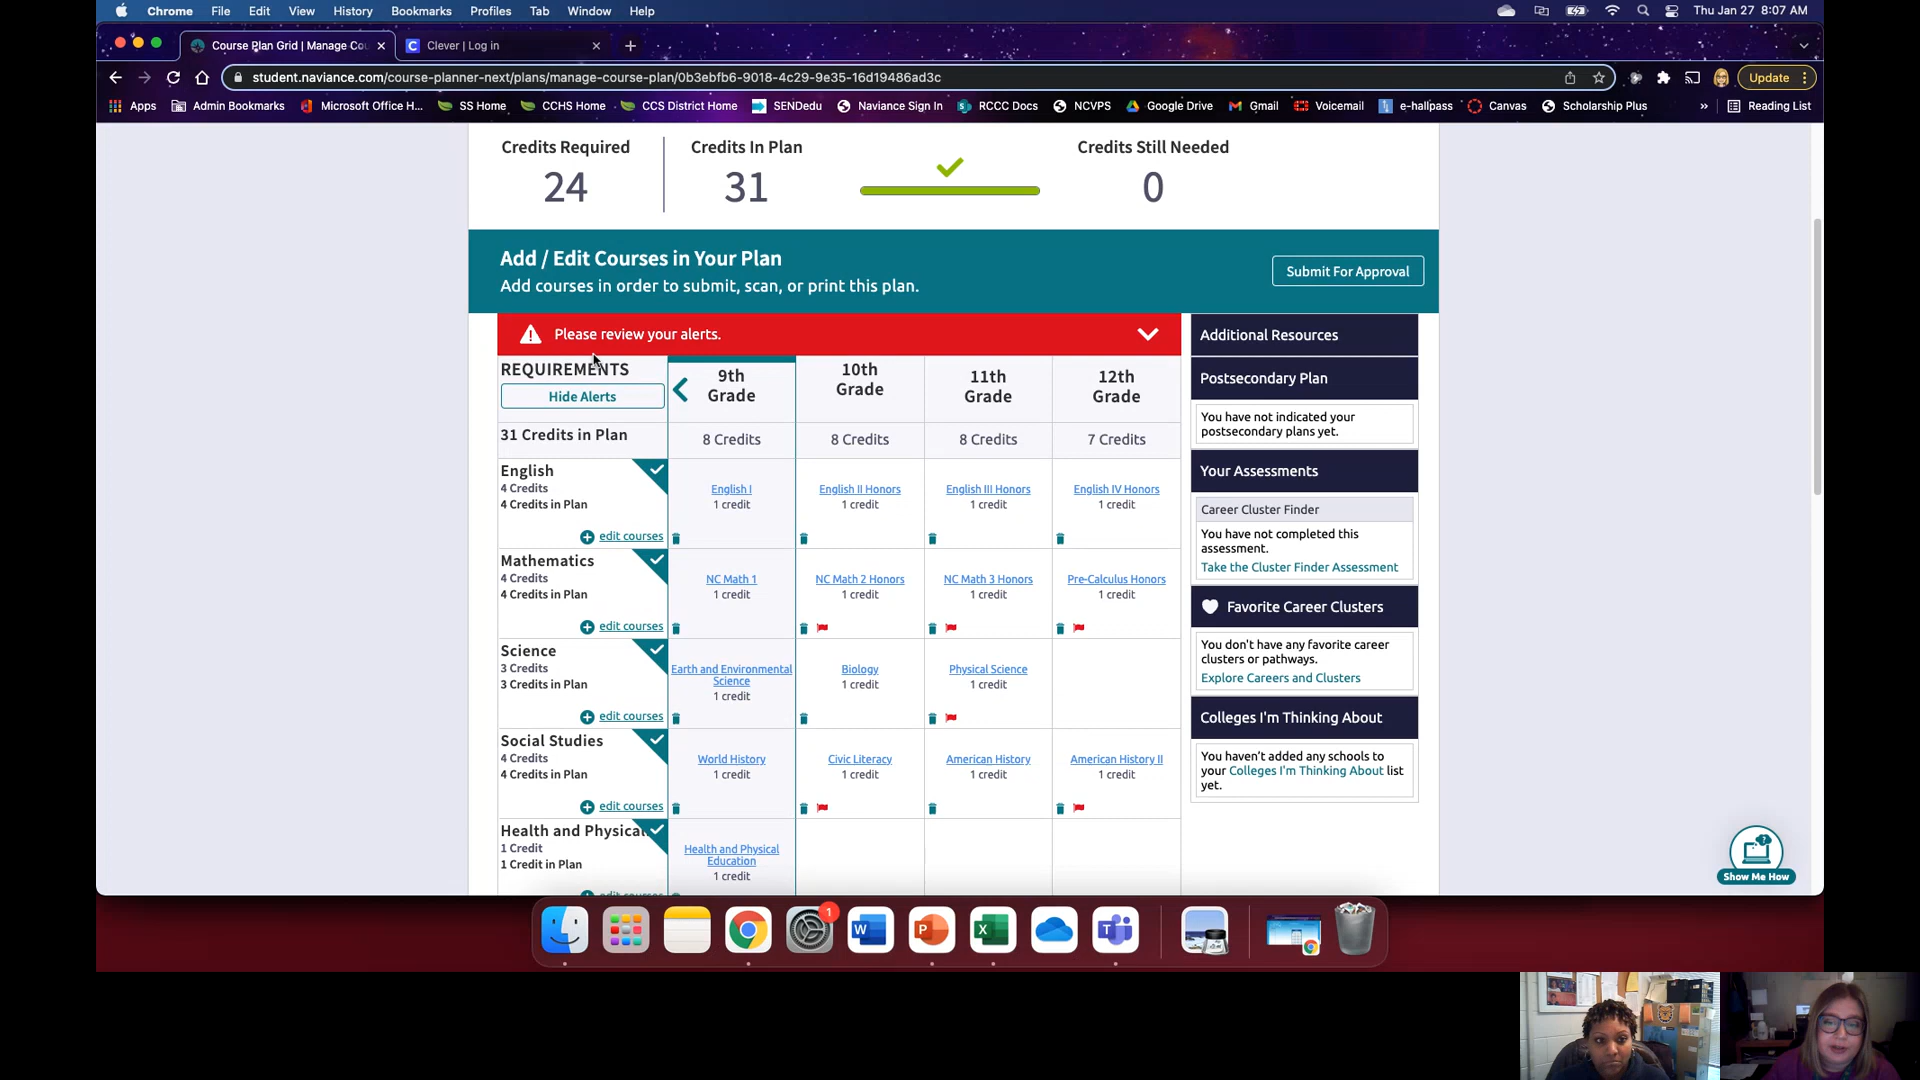 Chrome File Edit View History Bookmarks Profiles Tab Window Help Thu Jan 27 8:07 AM
Course Plan Grid | Manage Co Clever | Log in
student.naviance.com/course-planner-next/plans/manage-course-plan/0b3ebfb6-9018-4c29-9e35-16d19486ad3c Update
Apps Admin Bookmarks Microsoft Office H... SS Home CCHS Home CCS District Home SENDedu Naviance Sign In RCCC Docs NCVPS Google Drive Gmail Voicemail e-hallpass Canvas Scholarship Plus » Reading List
Credits Required Credits In Plan Credits Still Needed
24 31 0
Add / Edit Courses in Your Plan
Add courses in order to submit, scan, or print this plan.
Submit For Approval
Please review your alerts.
REQUIREMENTS
Hide Alerts
9th Grade 10th Grade 11th Grade 12th Grade
31 Credits in Plan 8 Credits 8 Credits 8 Credits 7 Credits
English
4 Credits
4 Credits in Plan
edit courses
English I 1 credit
English II Honors 1 credit
English III Honors 1 credit
English IV Honors 1 credit
Mathematics
4 Credits
4 Credits in Plan
edit courses
NC Math 1 1 credit
NC Math 2 Honors 1 credit
NC Math 3 Honors 1 credit
Pre-Calculus Honors 1 credit
Science
3 Credits
3 Credits in Plan
edit courses
Earth and Environmental Science 1 credit
Biology 1 credit
Physical Science 1 credit
Social Studies
4 Credits
4 Credits in Plan
edit courses
World History 1 credit
Civic Literacy 1 credit
American History 1 credit
American History II 1 credit
Health and Physical...
1 Credit
1 Credit in Plan
Health and Physical Education 1 credit
Additional Resources
Postsecondary Plan
You have not indicated your
postsecondary plans yet.
Your Assessments
Career Cluster Finder
You have not completed this
assessment.
Take the Cluster Finder Assessment
Favorite Career Clusters
You don't have any favorite career
clusters or pathways.
Explore Careers and Clusters
Colleges I'm Thinking About
You haven't added any schools to
your Colleges I'm Thinking About list
yet.
Show Me How
1